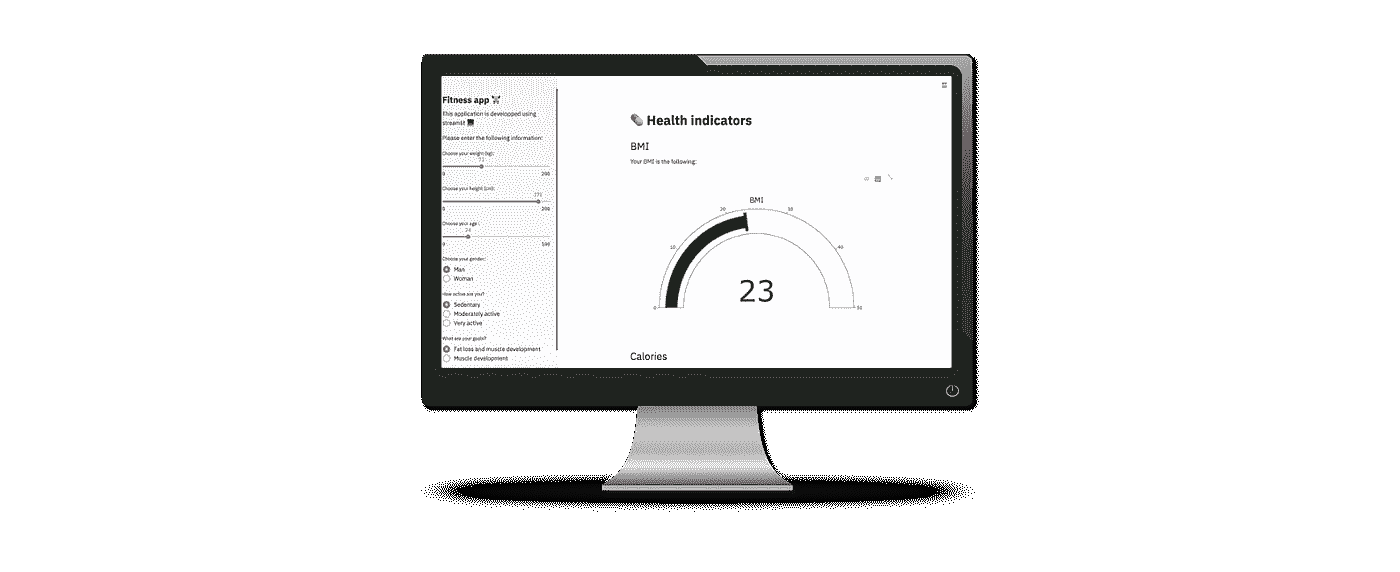 Fitness app
This application is developped using
streamlit
Please enter the following information:
Choose your weight (kg):
0 200
Choose your height (cm):
0 200
Choose your age :
24
0 100
Choose your gender:
Man
Woman
How active are you?
Sedentary
Moderately active
Very active
What are your goals?
Fat loss and muscle development
Muscle development
Health indicators
BMI
Your BMI is the following:
BMI
20 30
10 40
23
0 50
Calories